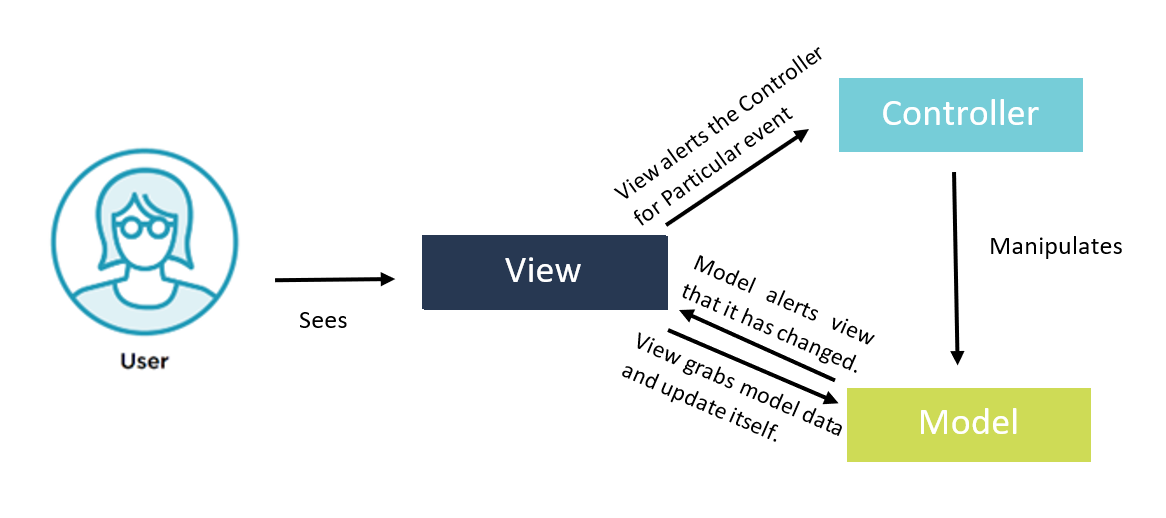 View alerts the Controller
for Particular event
Controller
View
Sees
User
Model alerts view
that it has changed.
View grabs model data
and update itself.
Manipulates
Model